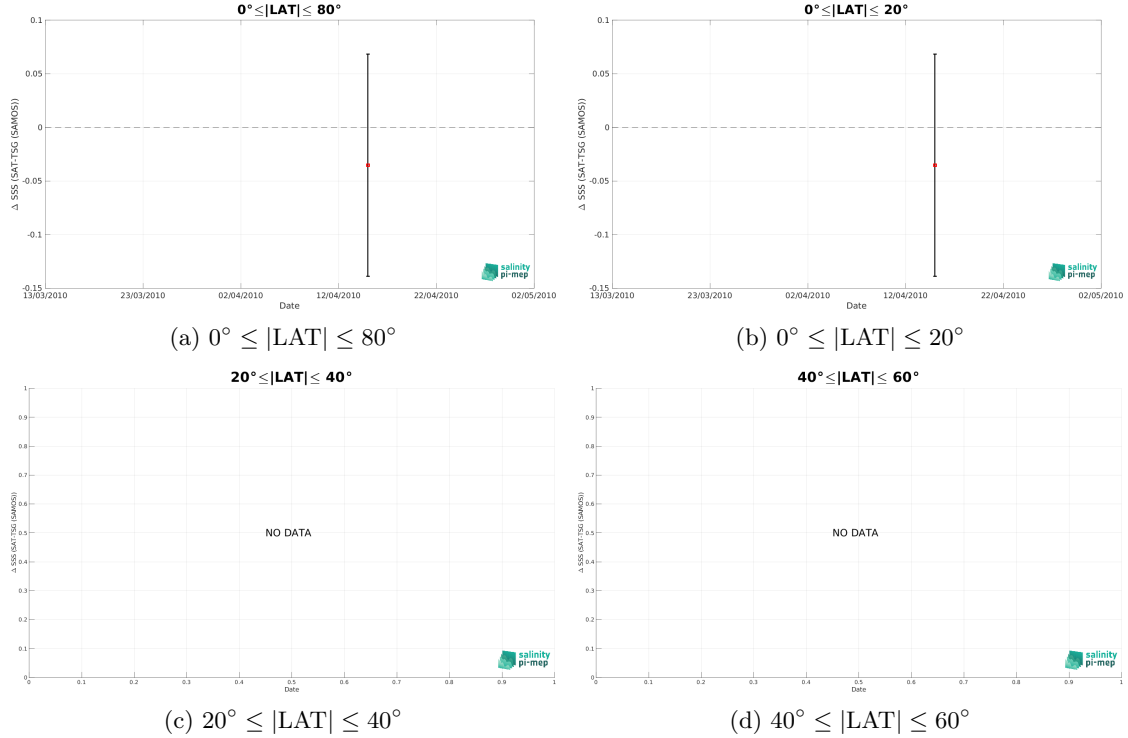 0°≤|LAT|≤ 80°
0.1
0.05
0
-0.05
-0.1
-0.15
Δ SSS (SAT-TSG (SAMOS))
13/03/2010 23/03/2010 02/04/2010 12/04/2010 22/04/2010 02/05/2010
Date
salinity
pi-mep
(a) 0° ≤ |LAT| ≤ 80°
0°≤|LAT|≤ 20°
0.1
0.05
0
-0.05
-0.1
-0.15
Δ SSS (SAT-TSG (SAMOS))
13/03/2010 23/03/2010 02/04/2010 12/04/2010 22/04/2010 02/05/2010
Date
salinity
pi-mep
(b) 0° ≤ |LAT| ≤ 20°
20°≤|LAT|≤ 40°
1
0.9
0.8
0.7
0.6
0.5
0.4
0.3
0.2
0.1
0
Δ SSS (SAT-TSG (SAMOS))
NO DATA
0 0.1 0.2 0.3 0.4 0.5 0.6 0.7 0.8 0.9 1
Date
salinity
pi-mep
(c) 20° ≤ |LAT| ≤ 40°
40°≤|LAT|≤ 60°
1
0.9
0.8
0.7
0.6
0.5
0.4
0.3
0.2
0.1
0
Δ SSS (SAT-TSG (SAMOS))
NO DATA
0 0.1 0.2 0.3 0.4 0.5 0.6 0.7 0.8 0.9 1
Date
salinity
pi-mep
(d) 40° ≤ |LAT| ≤ 60°